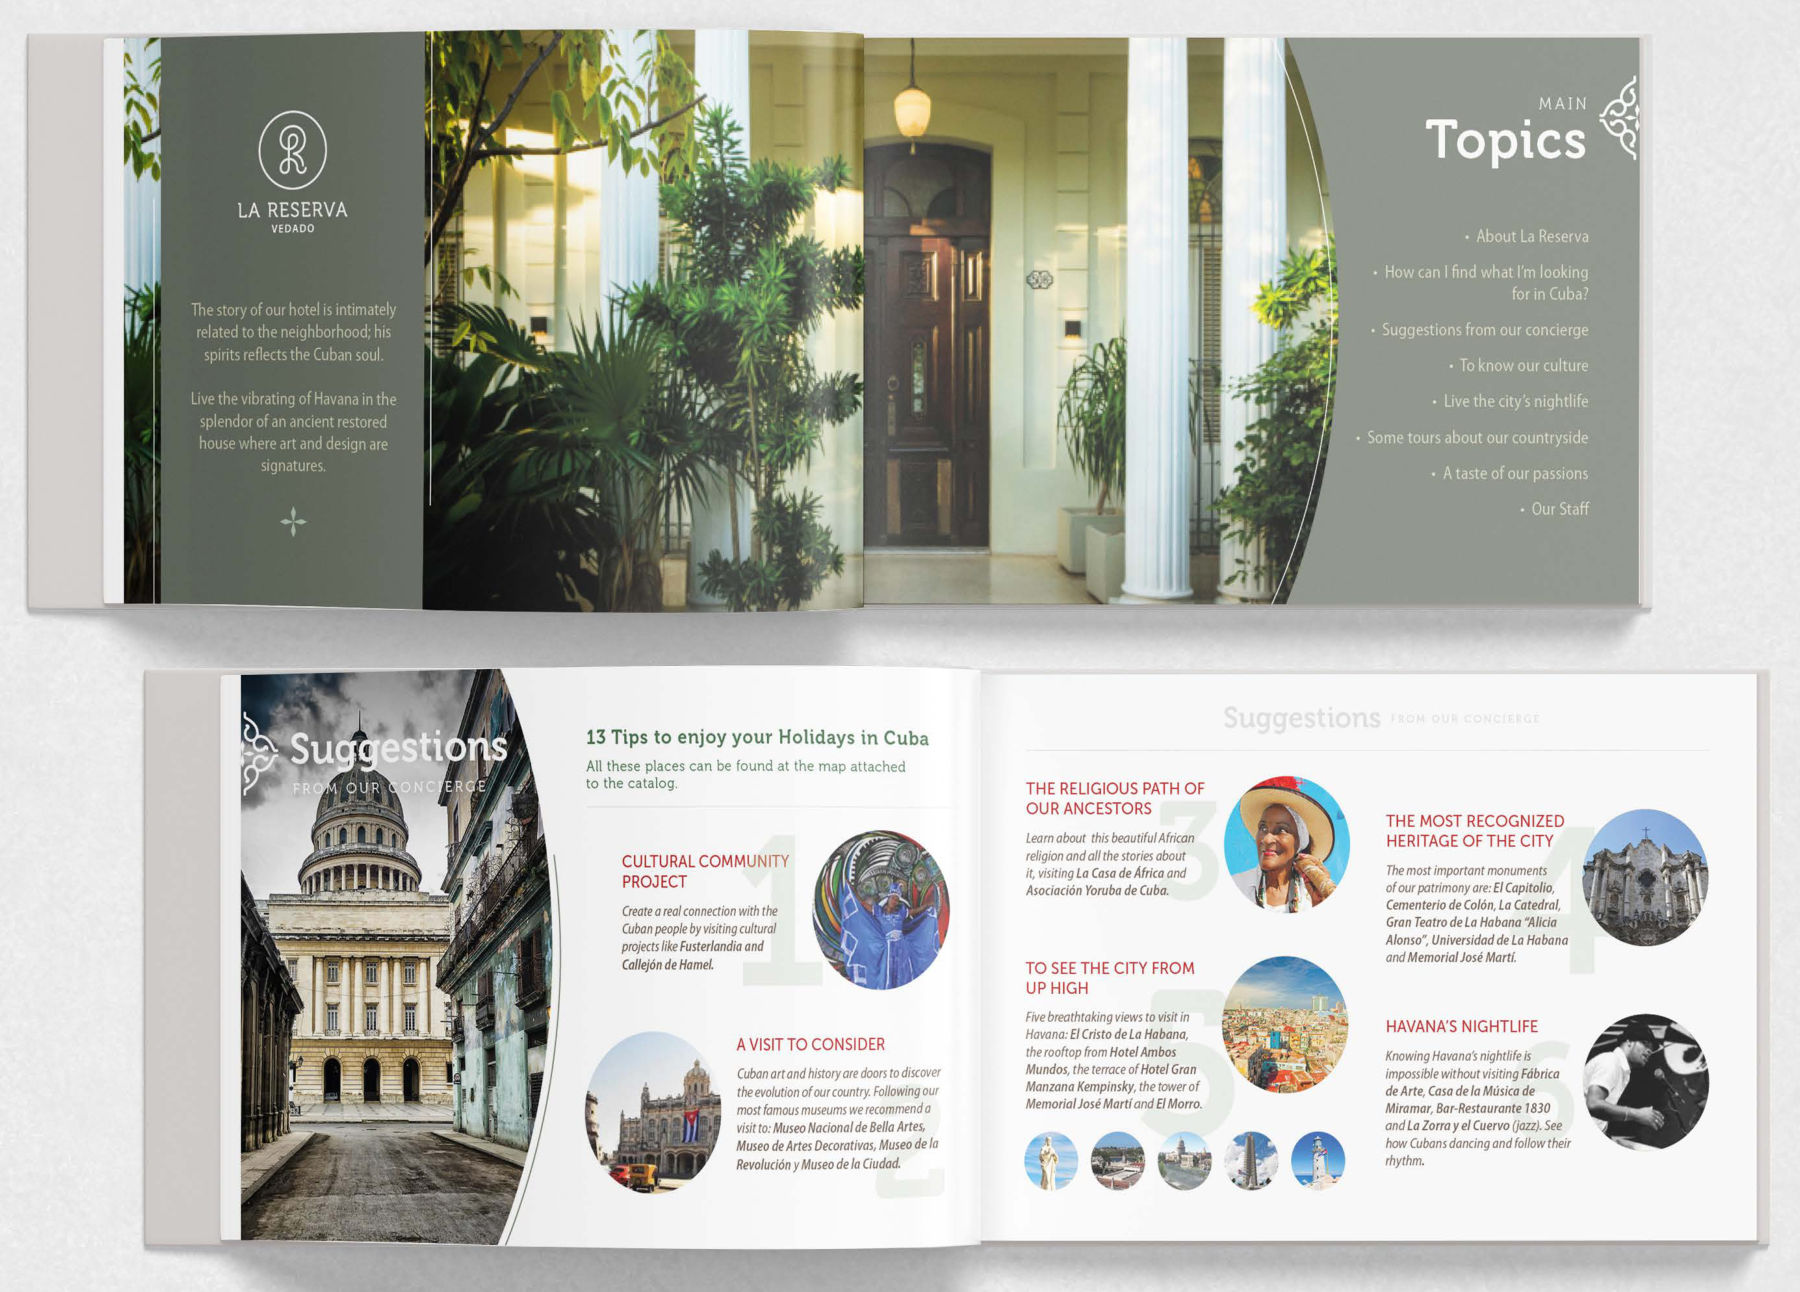 LA RESERVA
VEDADO
The story of our hotel is intimately
related to the neighborhood; his
spirits reflects the Cuban soul.
Live the vibrating of Havana in the
splendor of an ancient restored
house where art and design are
signatures.
MAIN
Topics
• About La Reserva
• How can I find what I'm looking
for in Cuba?
• Suggestions from our concierge
• To know our culture
• Live the city's nightlife
• Some tours about our countryside
• A taste of our passions
• Our Staff
Suggestions
FROM OUR CONCIERGE
13 Tips to enjoy your Holidays in Cuba
All these places can be found at the map attached
to the catalog.
1
CULTURAL COMMUNITY
PROJECT
Create a real connection with the
Cuban people by visiting cultural
projects like Fusterlandia and
Callejón de Hamel.
2
A VISIT TO CONSIDER
Cuban art and history are doors to discover
the evolution of our country. Following our
most famous museums we recommend a
visit to: Museo Nacional de Bella Artes,
Museo de Artes Decorativas, Museo de la
Revolución y Museo de la Ciudad.
Suggestions FROM OUR CONCIERGE
3
THE RELIGIOUS PATH OF
OUR ANCESTORS
Learn about this beautiful African
religion and all the stories about
it, visiting La Casa de África and
Asociación Yoruba de Cuba.
4
THE MOST RECOGNIZED
HERITAGE OF THE CITY
The most important monuments
of our patrimony are: El Capitolio,
Cementerio de Colón, La Catedral,
Gran Teatro de La Habana "Alicia
Alonso", Universidad de La Habana
and Memorial José Martí.
5
TO SEE THE CITY FROM
UP HIGH
Five breathtaking views to visit in
Havana: El Cristo de La Habana,
the rooftop from Hotel Ambos
Mundos, the terrace of Hotel Gran
Manzana Kempinsky, the tower of
Memorial José Martí and El Morro.
6
HAVANA'S NIGHTLIFE
Knowing Havana's nightlife is
impossible without visiting Fábrica
de Arte, Casa de la Música de
Miramar, Bar-Restaurante 1830
and La Zorra y el Cuervo (jazz). See
how Cubans dancing and follow their
rhythm.